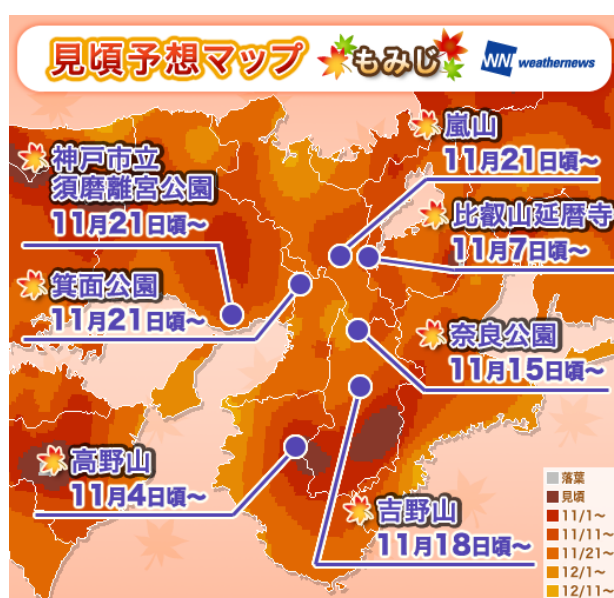 見頃予想マップ もみじ WNI weathernews
神戸市立
須磨離宮公園
11月21日頃~
嵐山
11月21日頃~
比叡山延暦寺
11月7日頃~
箕面公園
11月21日頃~
奈良公園
11月15日頃~
高野山
11月4日頃~
吉野山
11月18日頃~
落葉
見頃
11/1~
11/11~
11/21~
12/1~
12/11~